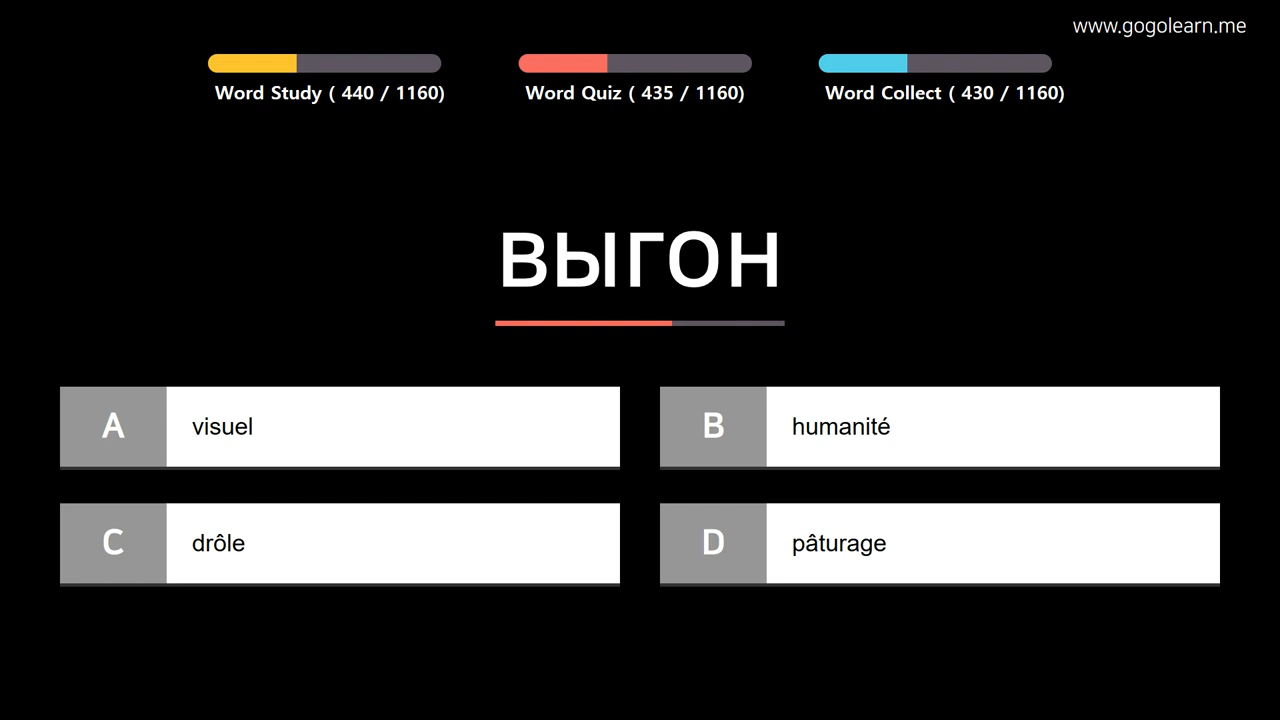 www.gogolearn.me
Word Study ( 440 / 1160)
Word Quiz ( 435 / 1160)
Word Collect ( 430 / 1160)
выгон
A visuel
B humanité
C drôle
D pâturage